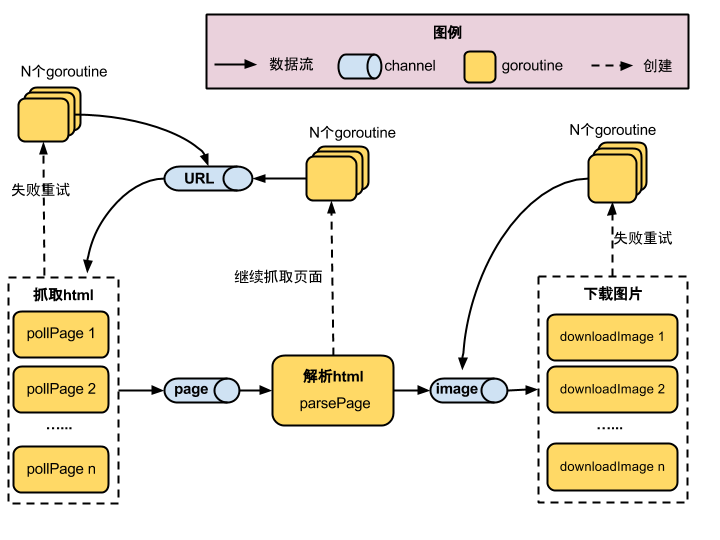 图例
数据流
channel
goroutine
创建
N个goroutine
失败重试
URL
N个goroutine
继续抓取页面
N个goroutine
失败重试
抓取html
pollPage 1
pollPage 2
......
pollPage n
page
解析html
parsePage
image
下载图片
downloadImage 1
downloadImage 2
......
downloadImage n